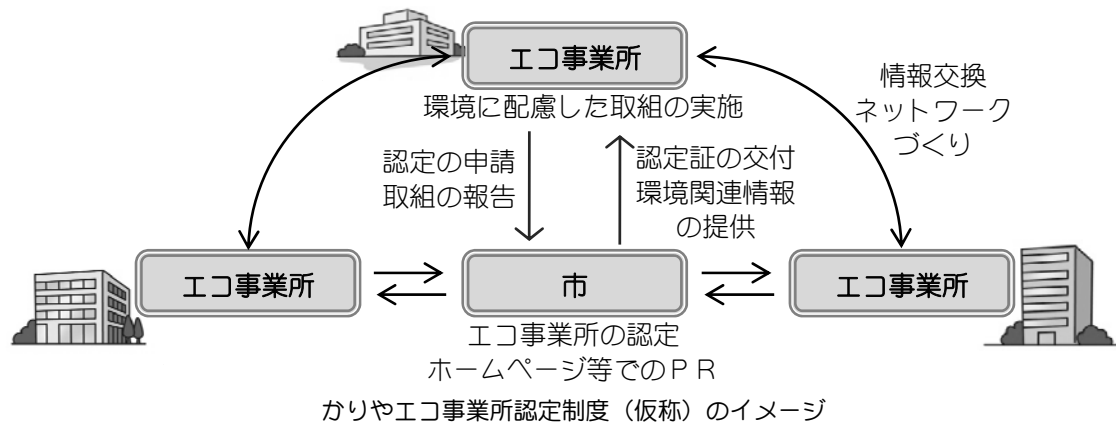 エコ事業所
環境に配慮した取組の実施
情報交換
ネットワーク
づくり
認定の申請
取組の報告
認定証の交付
環境関連情報
の提供
エコ事業所
市
エコ事業所
エコ事業所の認定
ホームページ等でのＰＲ
かりやエコ事業所認定制度（仮称）のイメージ